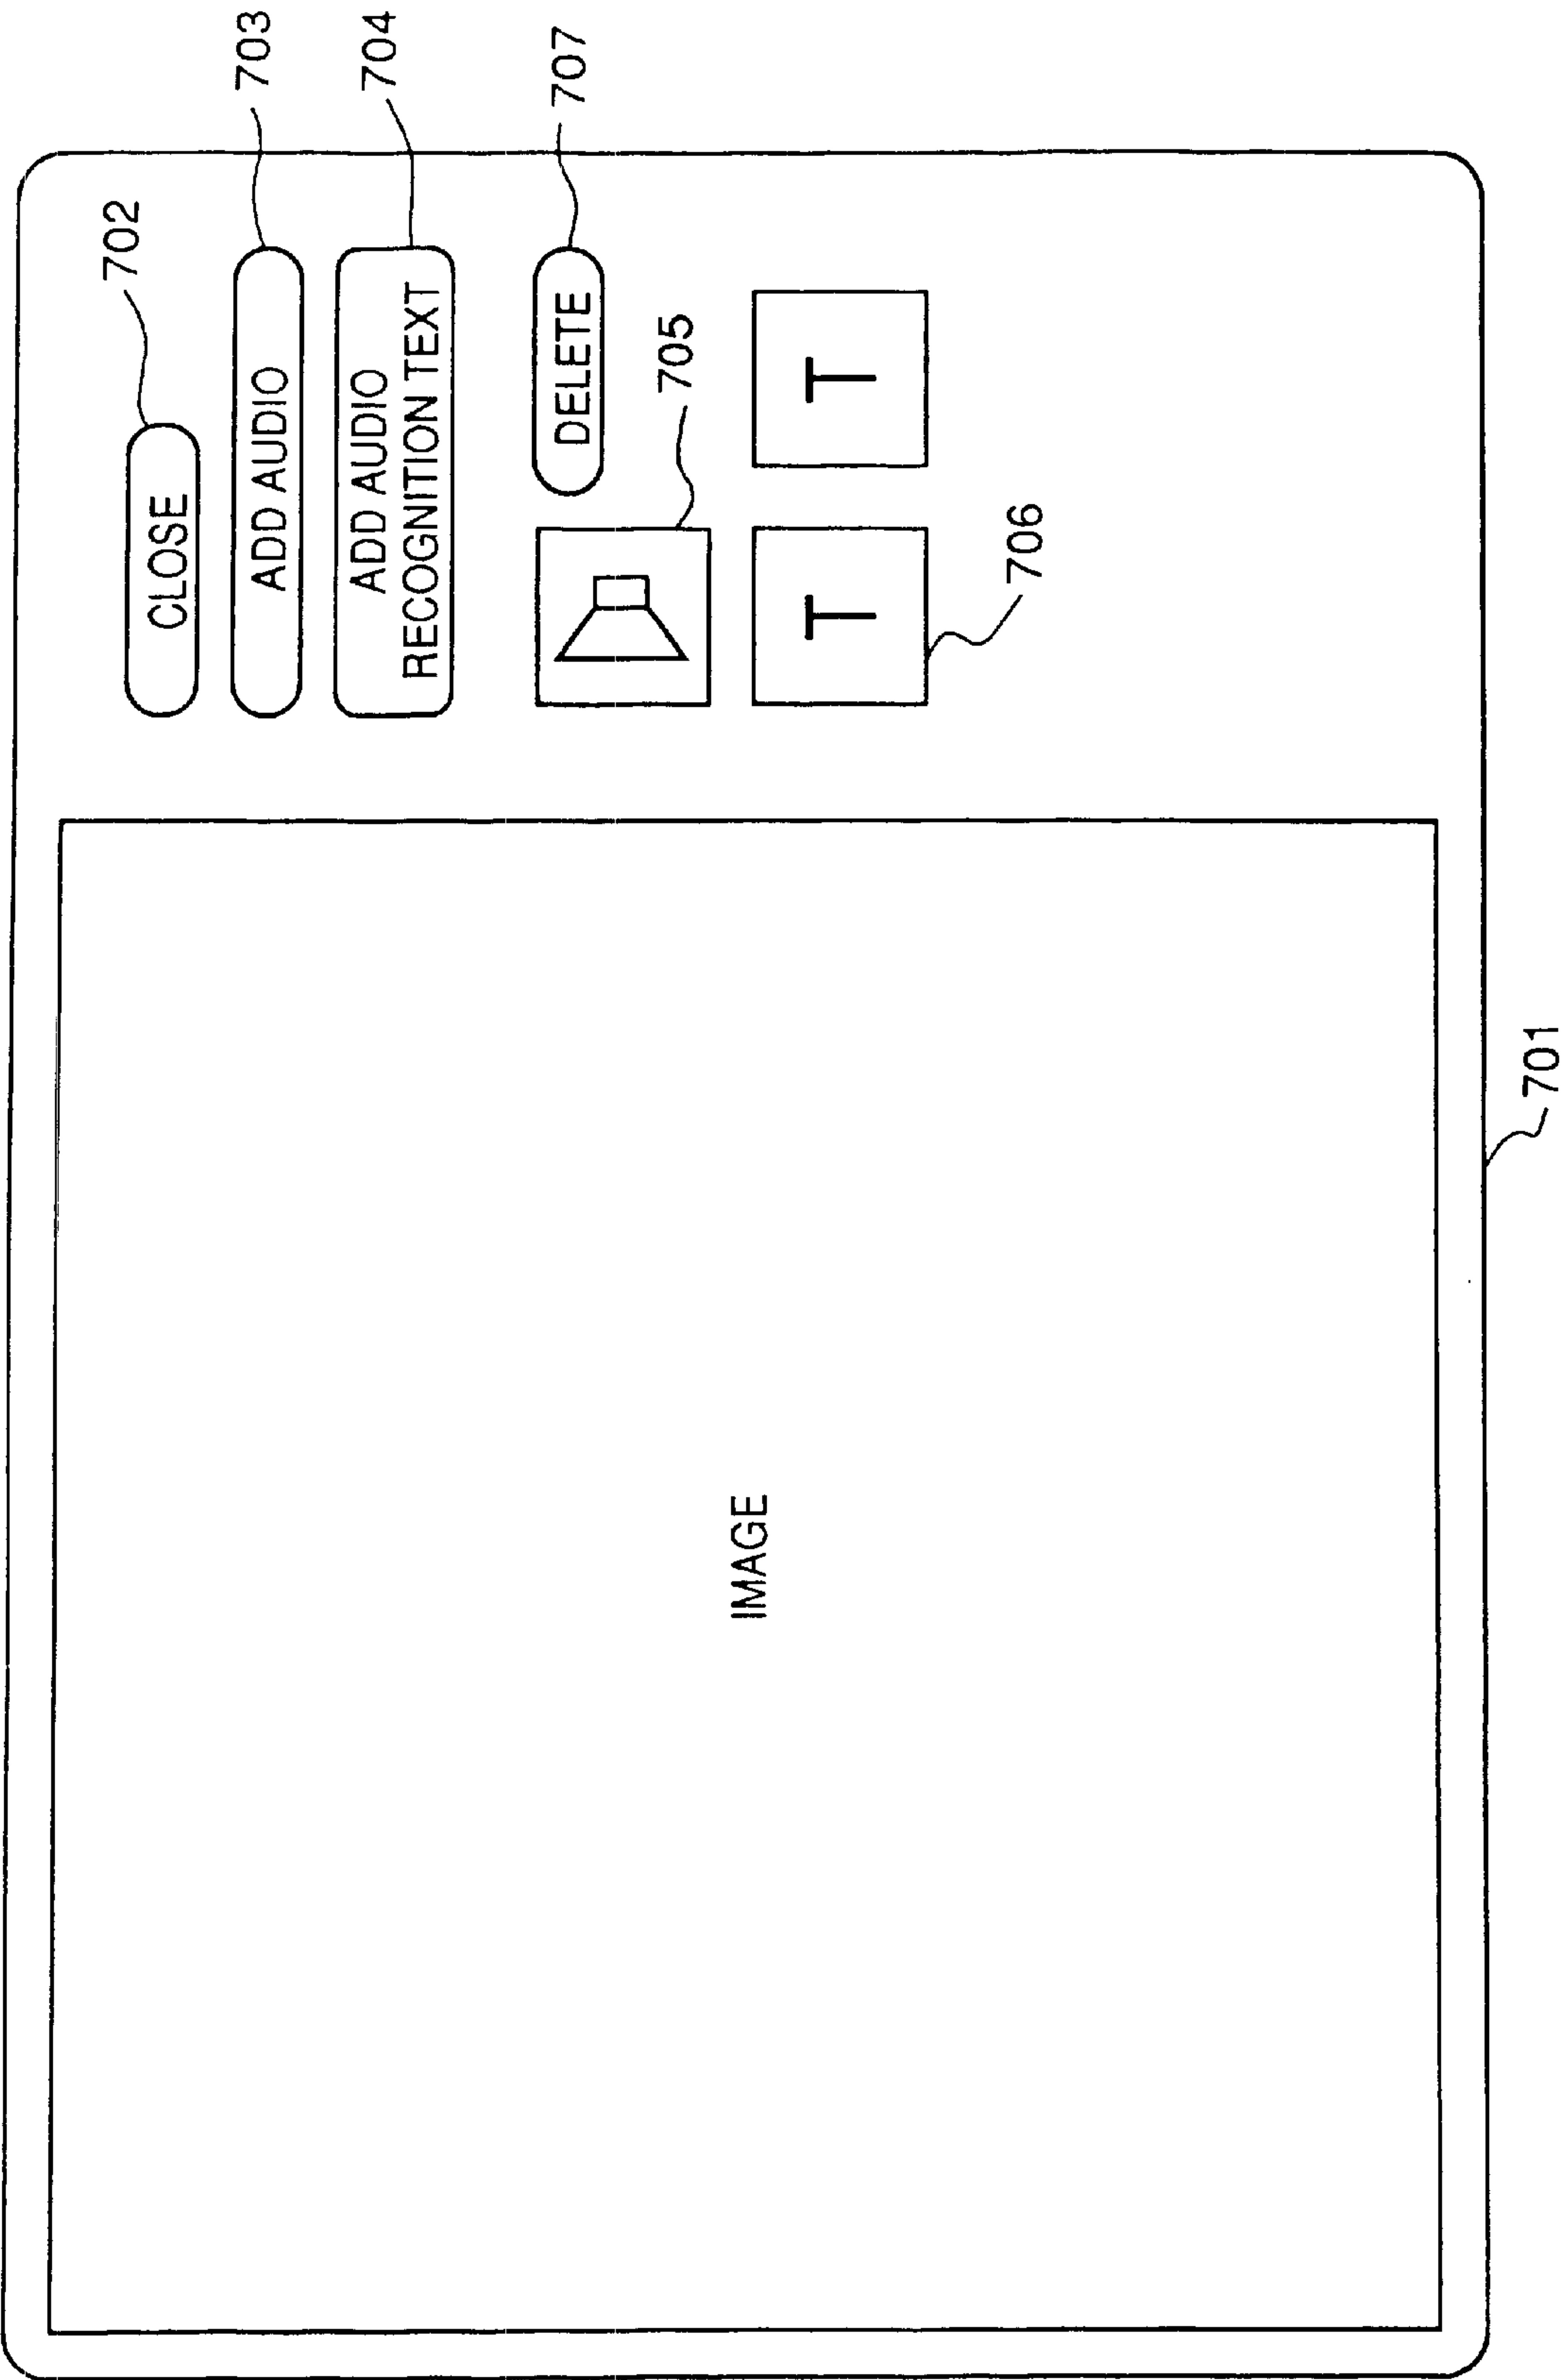 702
CLOSE
703
ADD AUDIO
704
ADD AUDIO
RECOGNITION TEXT
707
DELETE
705
T
T
706
IMAGE
701